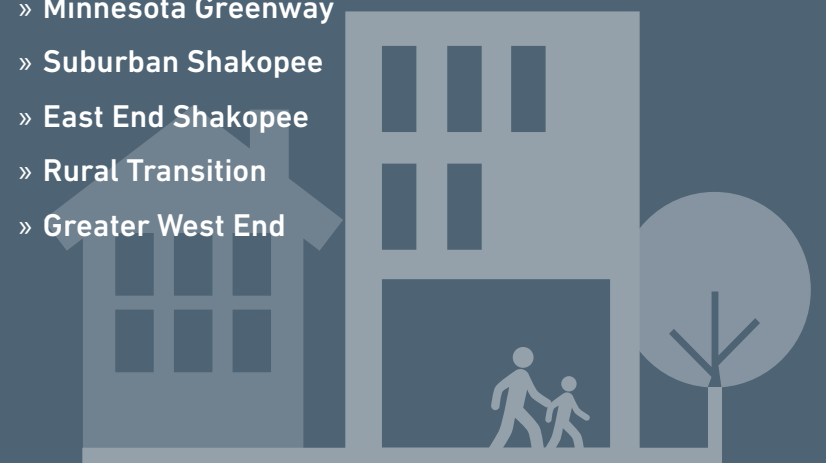 » Minnesota Greenway
» Suburban Shakopee
» East End Shakopee
» Rural Transition
» Greater West End